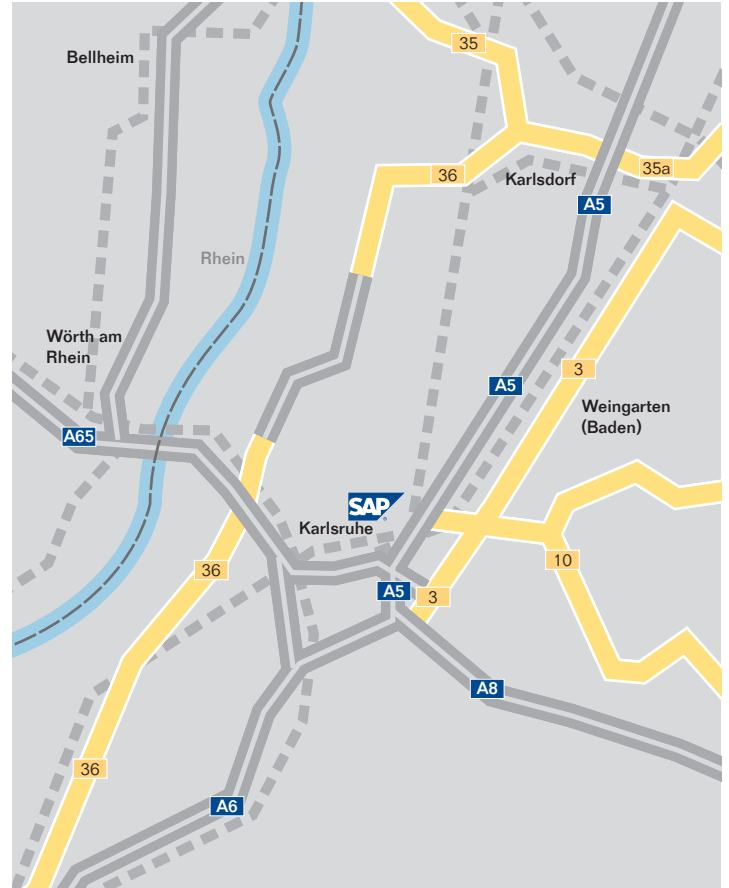 35
Bellheim
35a
36
Karlsdorf
A5
Rhein
Wörth am
Rhein
3
A5
Weingarten
(Baden)
A65
SAP
Karlsruhe
10
36
A5
3
A8
36
A6